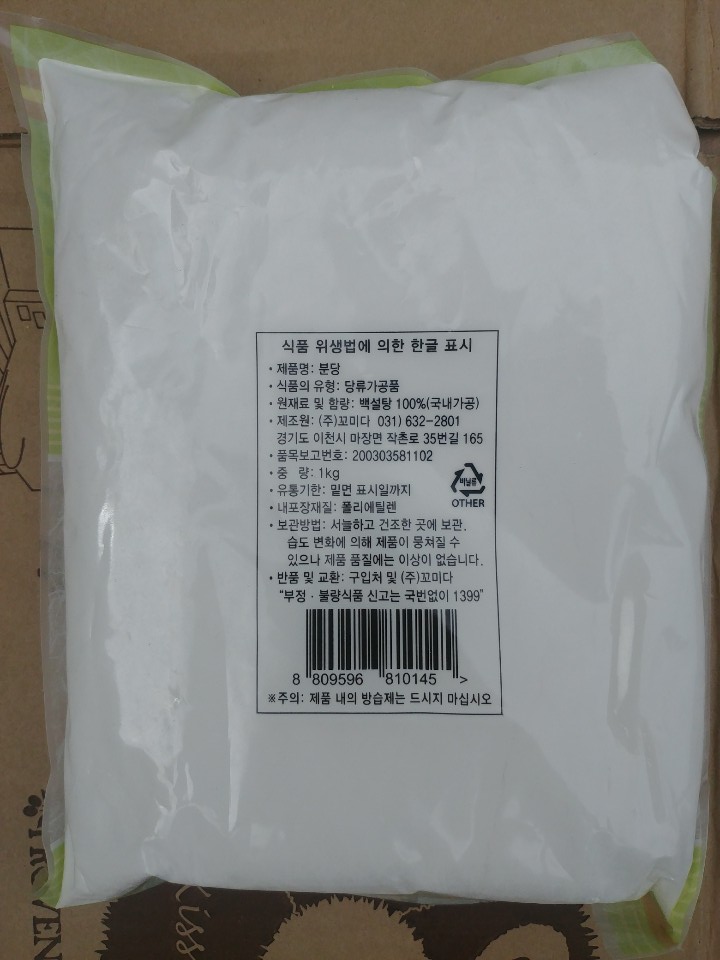 식품 위생법에 의한 한글 표시
· 제품명: 분당
· 식품의 유형: 당류가공품
· 원재료 및 함량: 백설탕 100%(국내가공)
· 제조원: (주)꼬미다 031) 632-2801
경기도 이천시 마장면 작촌로 35번길 165
· 품목보고번호: 200303581102
· 중 량: 1kg
· 유통기한: 밑면 표시일까지
· 내포장재질: 폴리에틸렌
비닐류
OTHER
· 보관방법: 서늘하고 건조한 곳에 보관.
습도 변화에 의해 제품이 뭉쳐질 수
있으나 제품 품질에는 이상이 없습니다.
· 반품 및 교환: 구입처 및 (주)꼬미다
"부정 · 불량식품 신고는 국번없이 1399"
8 809596 810145 >
※주의: 제품 내의 방습제는 드시지 마십시오
PROVEN
Kiss